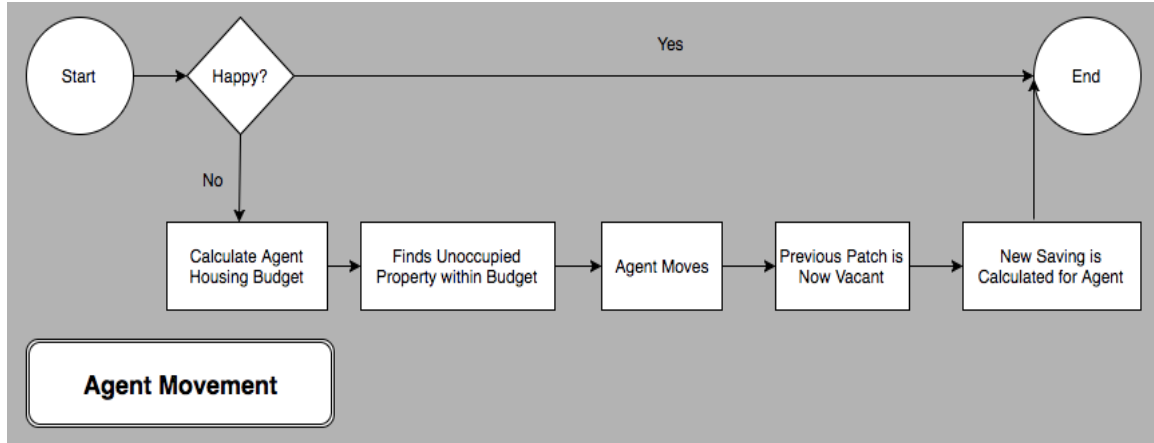 Yes
Start
Happy?
End
No
Calculate Agent
Housing Budget
Finds Unoccupied
Property within Budget
Agent Moves
Previous Patch is
Now Vacant
New Saving is
Calculated for Agent
Agent Movement